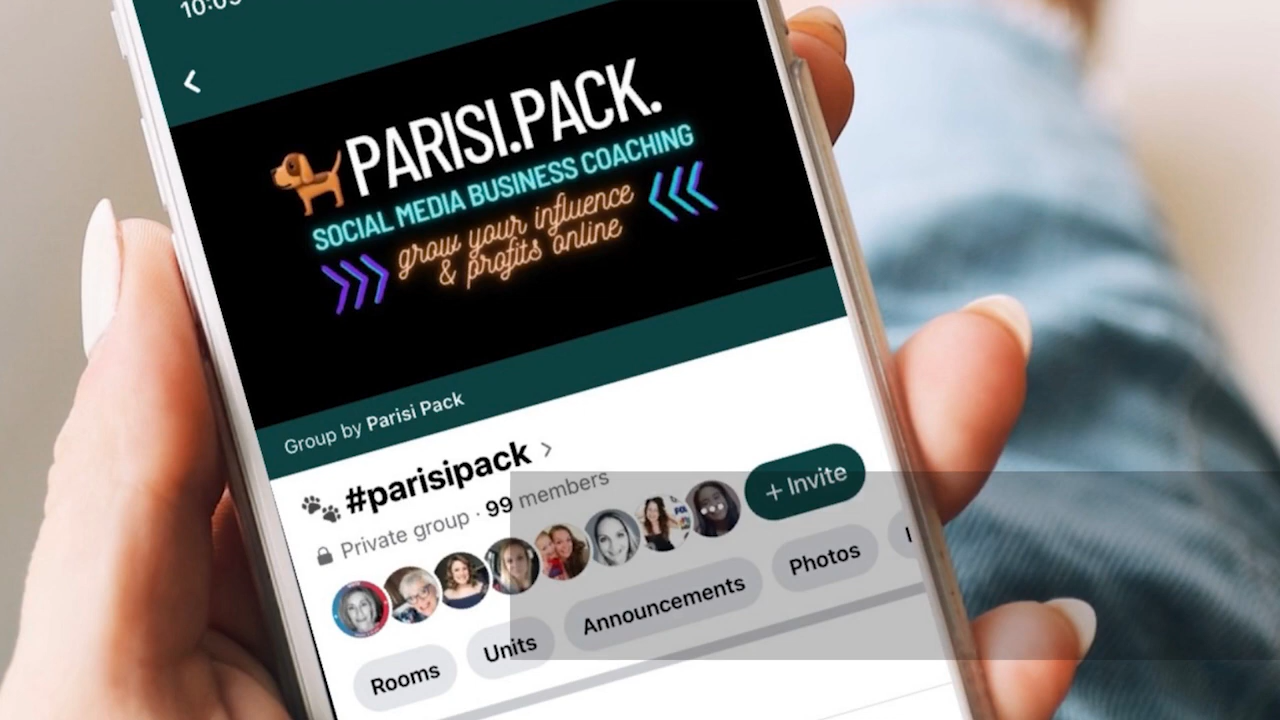 PARISI.PACK.
SOCIAL MEDIA BUSINESS COACHING
grow your influence
& profits online
Group by Parisi Pack
#parisipack
Private group · 99 members
+ Invite
Rooms
Units
Announcements
Photos